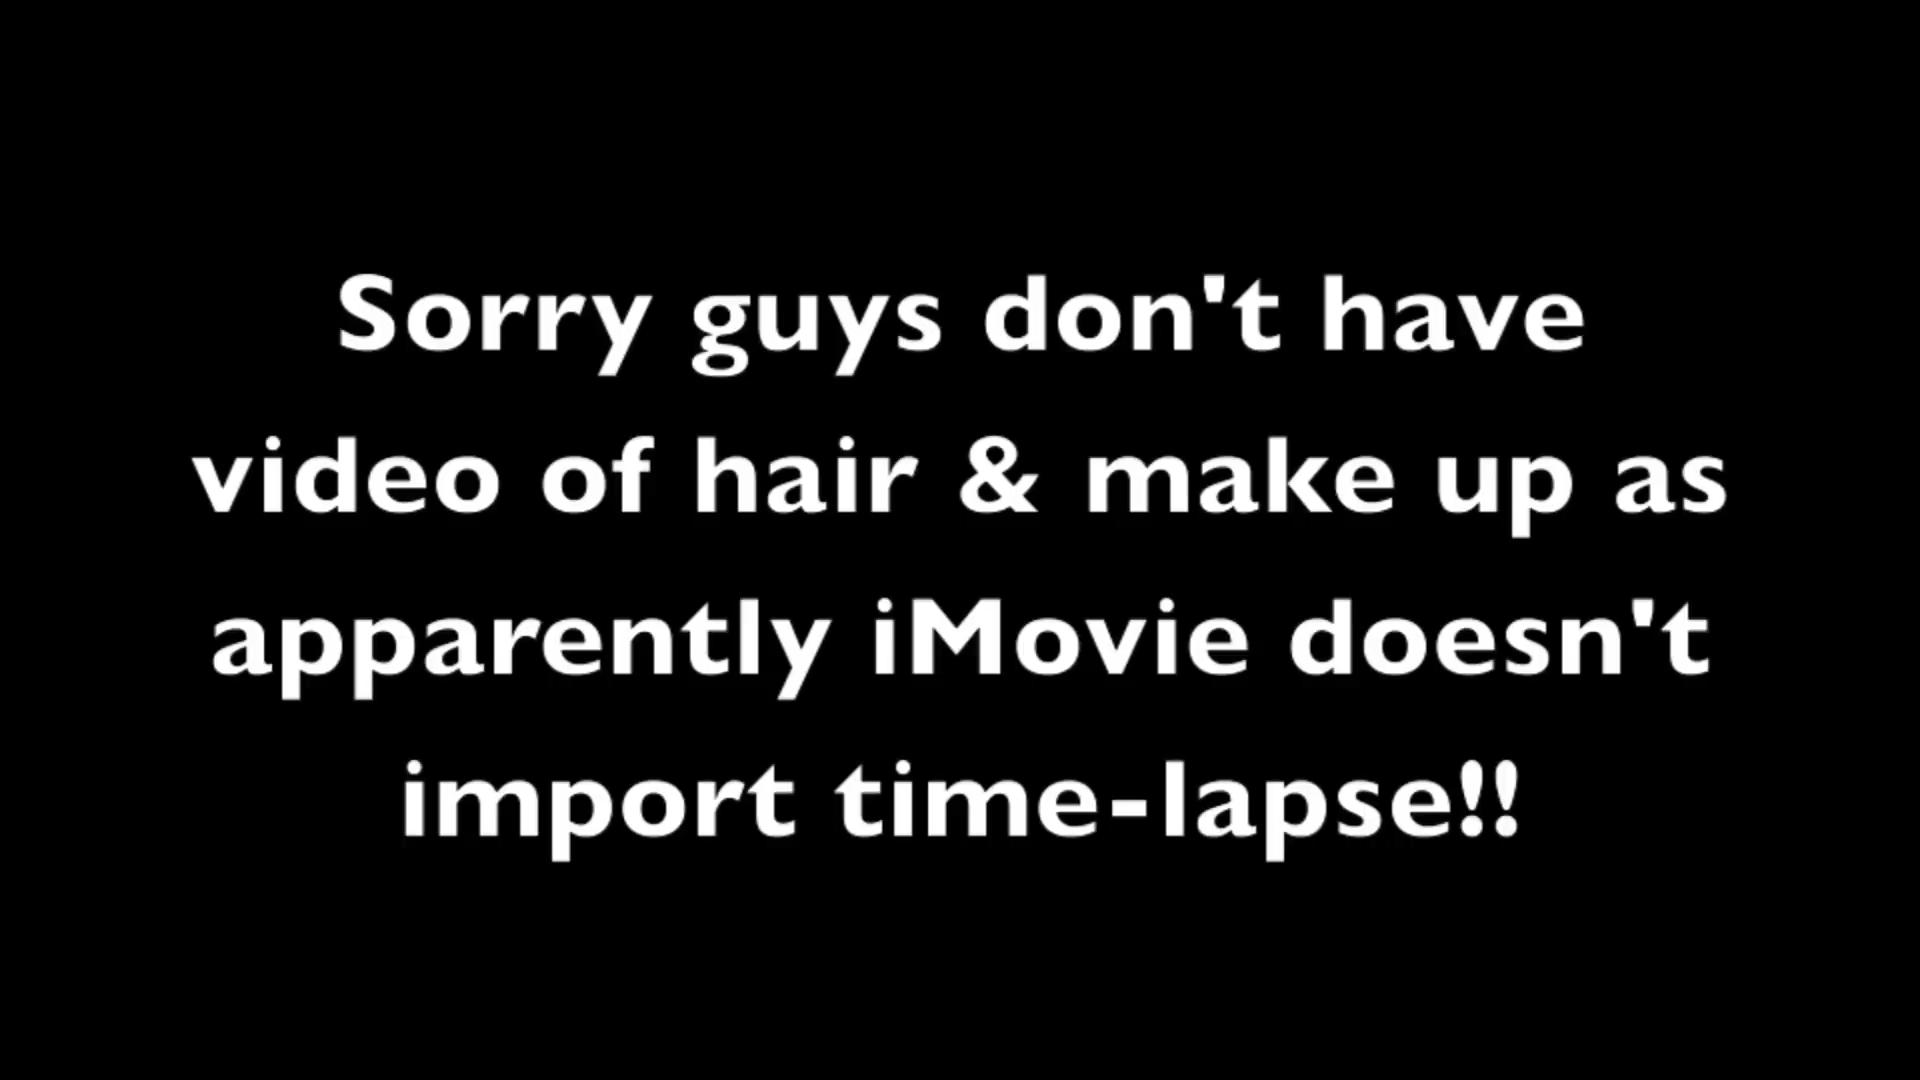 Sorry guys don't have
video of hair & make up as
apparently iMovie doesn't
import time-lapse!!